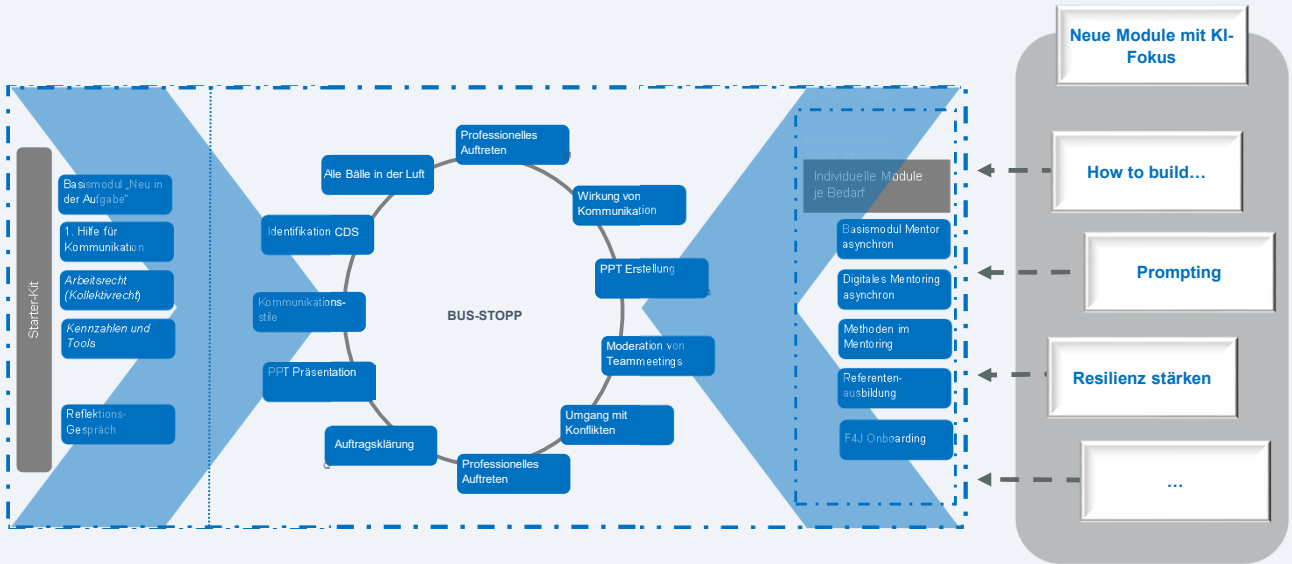 Neue Module mit KI-
Fokus
Starter-Kit
Basismodul „Neu in
der Aufgabe"
1. Hilfe für
Kommunikation
Arbeitsrecht
(Kollektivrecht)
Kennzahlen und
Tools
Reflektions-
Gespräch
Professionelles
Auftreten
Alle Bälle in der Luft
Wirkung von
Kommunikation
Identifikation CDS
PPT Erstellung
Kommunikations-
stile
BUS-STOPP
Moderation von
Teammeetings
PPT Präsentation
Umgang mit
Konflikten
Auftragsklärung
Professionelles
Auftreten
Individuelle Module
je Bedarf
Basismodul Mentor
asynchron
Digitales Mentoring
asynchron
Methoden im
Mentoring
Referenten-
ausbildung
F4J Onboarding
How to build…
Prompting
Resilienz stärken
…